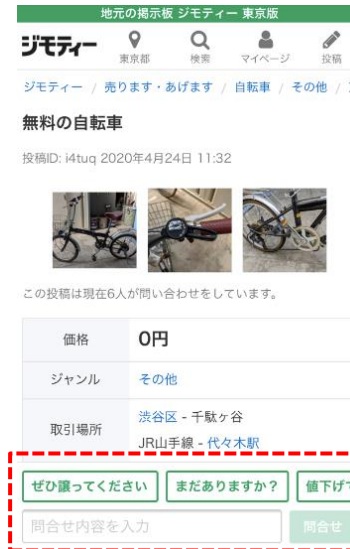 地元の掲示板 ジモティー 東京版
ジモティー
東京都
検索
マイページ
投稿
ジモティー / 売ります・あげます / 自転車 / その他 /
無料の自転車
投稿ID: i4tuq 2020年4月24日 11:32
この投稿は現在6人が問い合わせをしています。
価格 0円
ジャンル その他
取引場所 渋谷区 - 千駄ヶ谷
JR山手線 - 代々木駅
ぜひ譲ってください まだありますか? 値下げ
問合せ内容を入力 問合せ